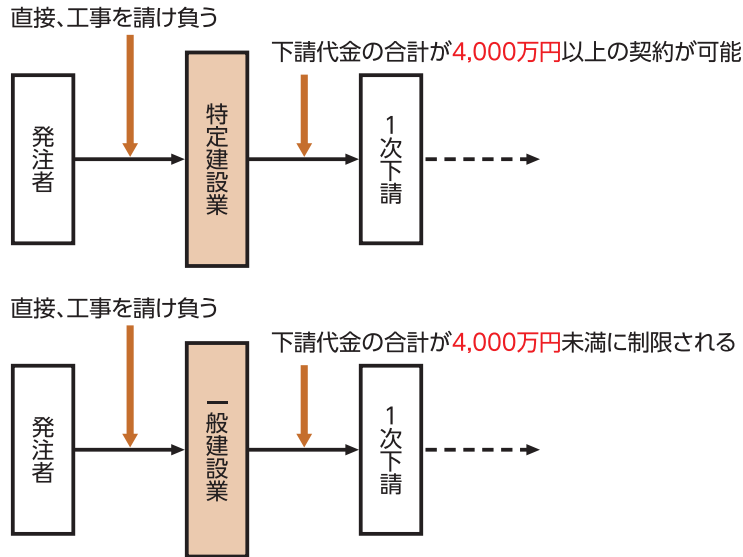 直接、工事を請け負う
下請代金の合計が4,000万円以上の契約が可能
発注者
特定建設業
1次下請
直接、工事を請け負う
下請代金の合計が4,000万円未満に制限される
発注者
一般建設業
1次下請